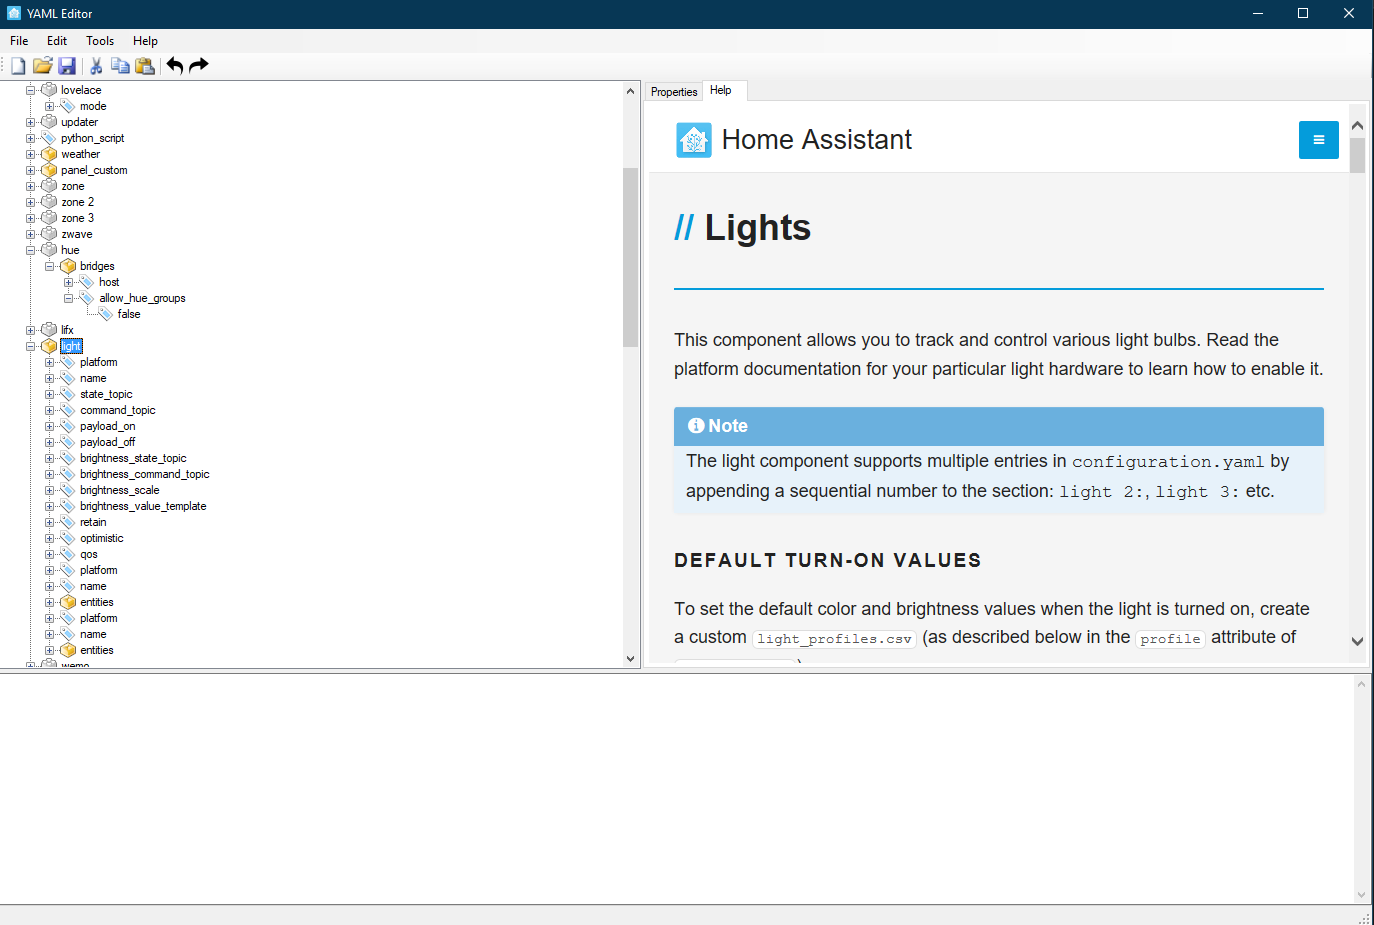 YAML Editor
File Edit Tools Help
lovelace
mode
updater
python_script
weather
panel_custom
zone
zone 2
zone 3
zwave
hue
bridges
host
allow_hue_groups
false
lifx
light
platform
name
state_topic
command_topic
payload_on
payload_off
brightness_state_topic
brightness_command_topic
brightness_scale
brightness_value_template
retain
optimistic
qos
platform
name
entities
platform
name
entities
wemo
Properties Help
Home Assistant
// Lights
This component allows you to track and control various light bulbs. Read the
platform documentation for your particular light hardware to learn how to enable it.
Note
The light component supports multiple entries in configuration.yaml by
appending a sequential number to the section: light 2:, light 3: etc.
DEFAULT TURN-ON VALUES
To set the default color and brightness values when the light is turned on, create
a custom light_profiles.csv (as described below in the profile attribute of